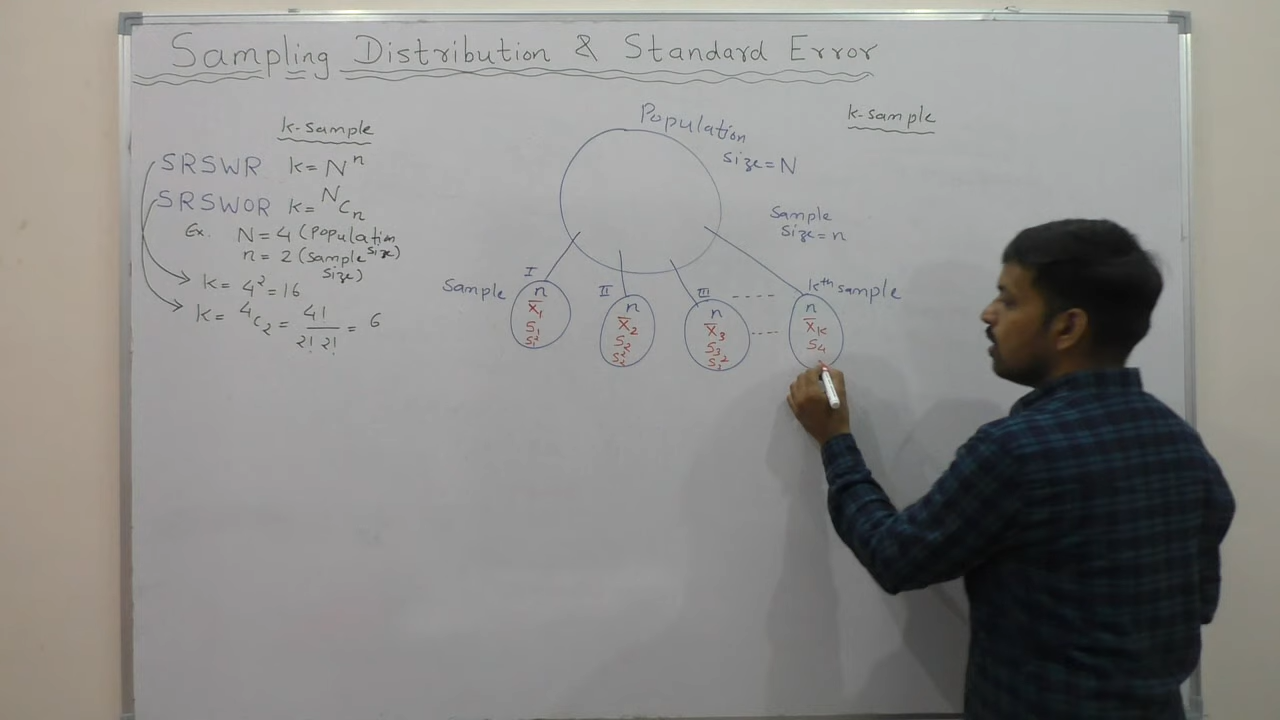 Sampling Distribution & Standard Error
k-sample
SRSWR k = Nⁿ
SRSWOR k = ᴺCₙ
Ex. N = 4 (Population size)
n = 2 (Sample size)
k = 4² = 16
k = ⁴C₂ = 4! / 2! 2! = 6
Population
size = N
k-sample
Sample
size = n
Sample I II III ---- kth sample
n
X̄₁
S₁
S₁²
n
X̄₂
S₂
S₂²
n
X̄₃
S₃
S₃²
----
n
X̄k
S₄